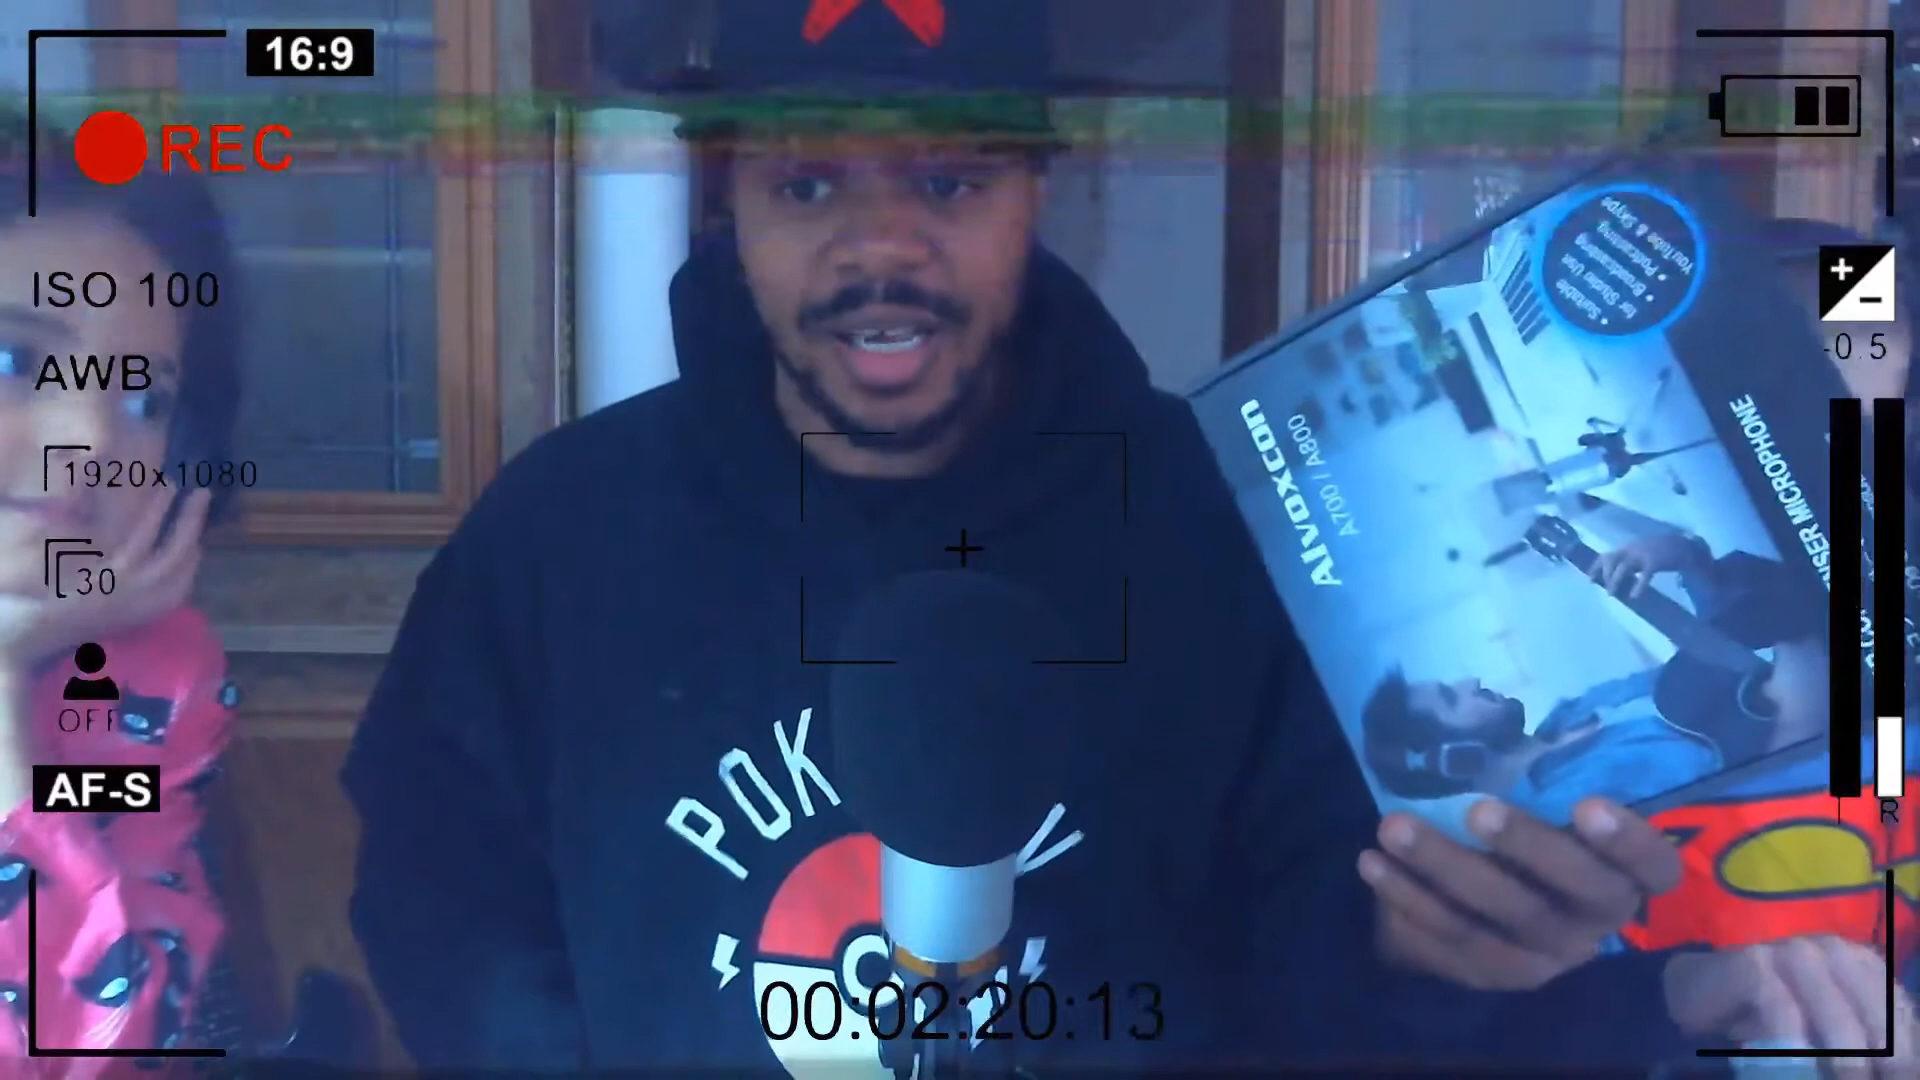 16:9
REC
ISO 100
AWB
1920x1080
30
OFF
AF-S
-0.5
R
Suitable
for Studio Use
Broadcasting
Podcasting,
YouTube & Skype
Alvoxcon
A700 / A800
MICROPHONE
POK
00:02:20:13